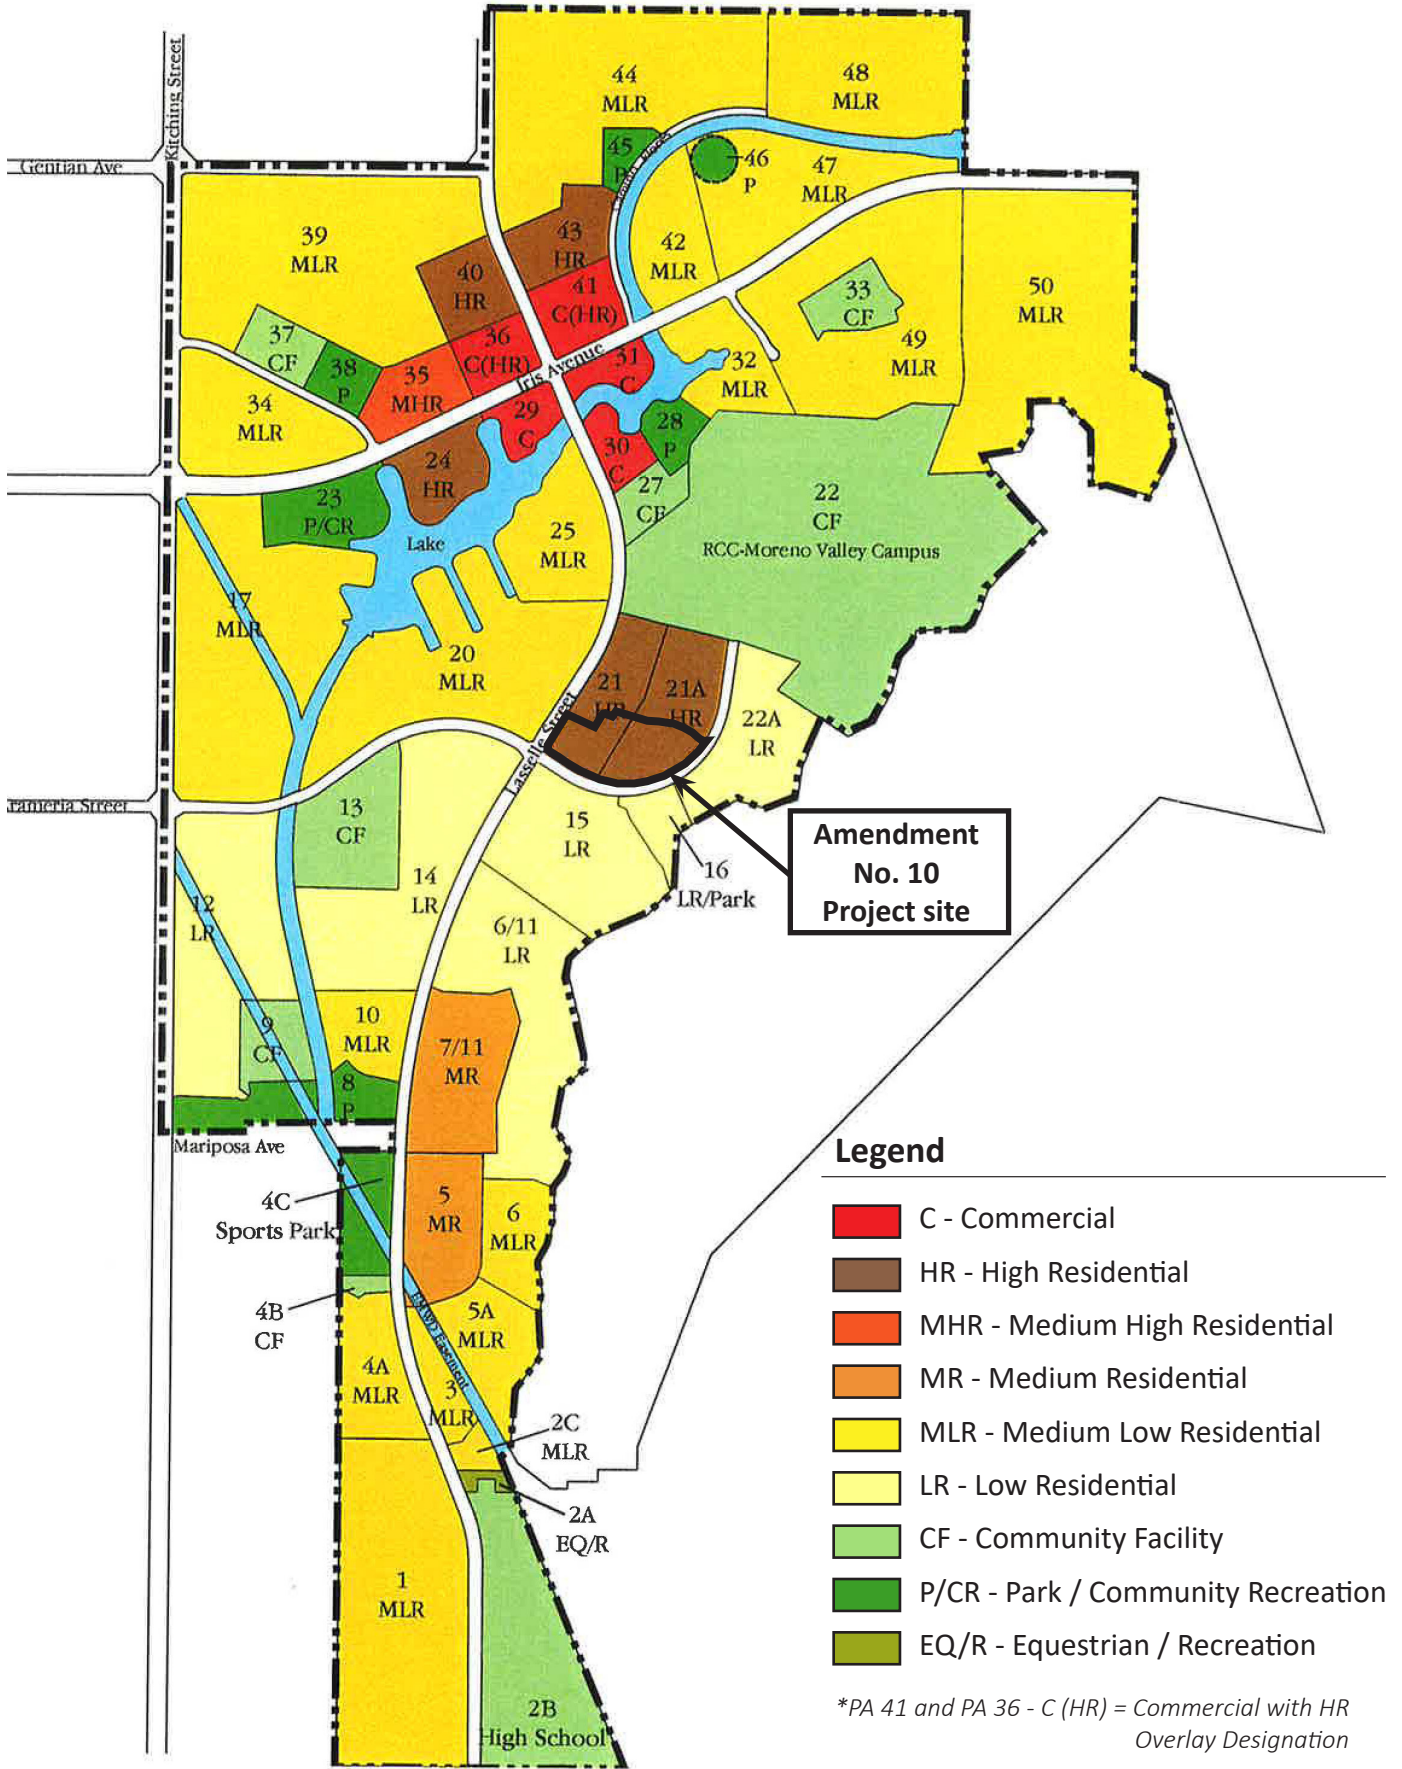 Kitching Street
Gentian Ave
44
MLR
48
MLR
45
P
46
P
47
MLR
39
MLR
43
HR
42
MLR
40
HR
41
C(HR)
33
CF
50
MLR
37
CF
36
C(HR)
Iris Avenue
31
C
49
MLR
38
P
35
MHR
32
MLR
34
MLR
29
C
28
P
30
C
24
HR
27
CF
22
CF
RCC-Moreno Valley Campus
23
P/CR
Lake
25
MLR
17
MLR
20
MLR
21
HR
21A
HR
22A
LR
Lasselle Street
rameria Street
13
CF
15
LR
Amendment
No. 10
Project site
16
LR/Park
14
LR
12
LR
6/11
LR
9
CF
10
MLR
7/11
MR
8
P
Mariposa Ave
4C
Sports Park
5
MR
6
MLR
4B
CF
EMWD Easement
5A
MLR
4A
MLR
3
MLR
2C
MLR
2A
EQ/R
1
MLR
2B
High School
Legend
C - Commercial
HR - High Residential
MHR - Medium High Residential
MR - Medium Residential
MLR - Medium Low Residential
LR - Low Residential
CF - Community Facility
P/CR - Park / Community Recreation
EQ/R - Equestrian / Recreation
*PA 41 and PA 36 - C (HR) = Commercial with HR
Overlay Designation